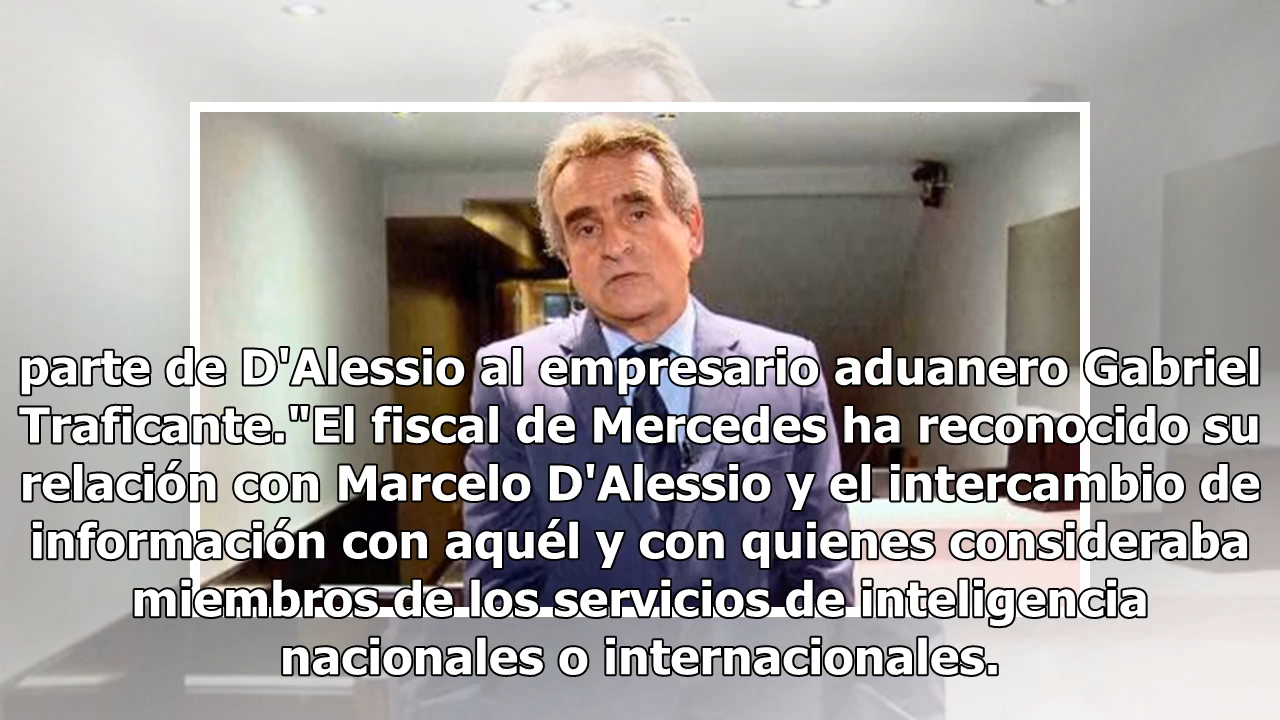 parte de D'Alessio al empresario aduanero Gabriel
Traficante."El fiscal de Mercedes ha reconocido su
relación con Marcelo D'Alessio y el intercambio de
información con aquél y con quienes consideraba
miembros de los servicios de inteligencia
nacionales o internacionales.